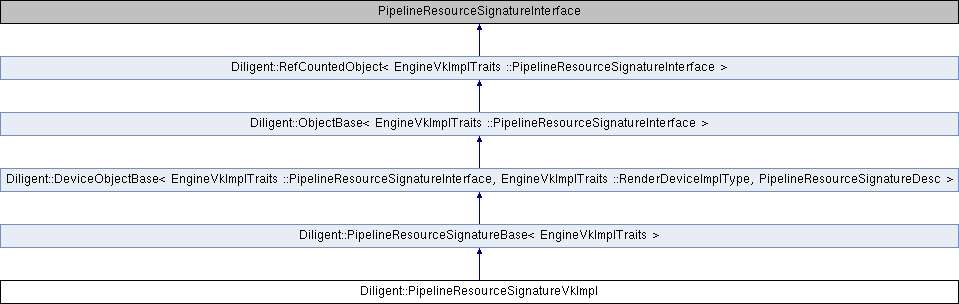 PipelineResourceSignatureInterface
Diligent::RefCountedObject< EngineVkImplTraits ::PipelineResourceSignatureInterface >
Diligent::ObjectBase< EngineVkImplTraits ::PipelineResourceSignatureInterface >
Diligent::DeviceObjectBase< EngineVkImplTraits ::PipelineResourceSignatureInterface, EngineVkImplTraits ::RenderDeviceImplType, PipelineResourceSignatureDesc >
Diligent::PipelineResourceSignatureBase< EngineVkImplTraits >
Diligent::PipelineResourceSignatureVkImpl